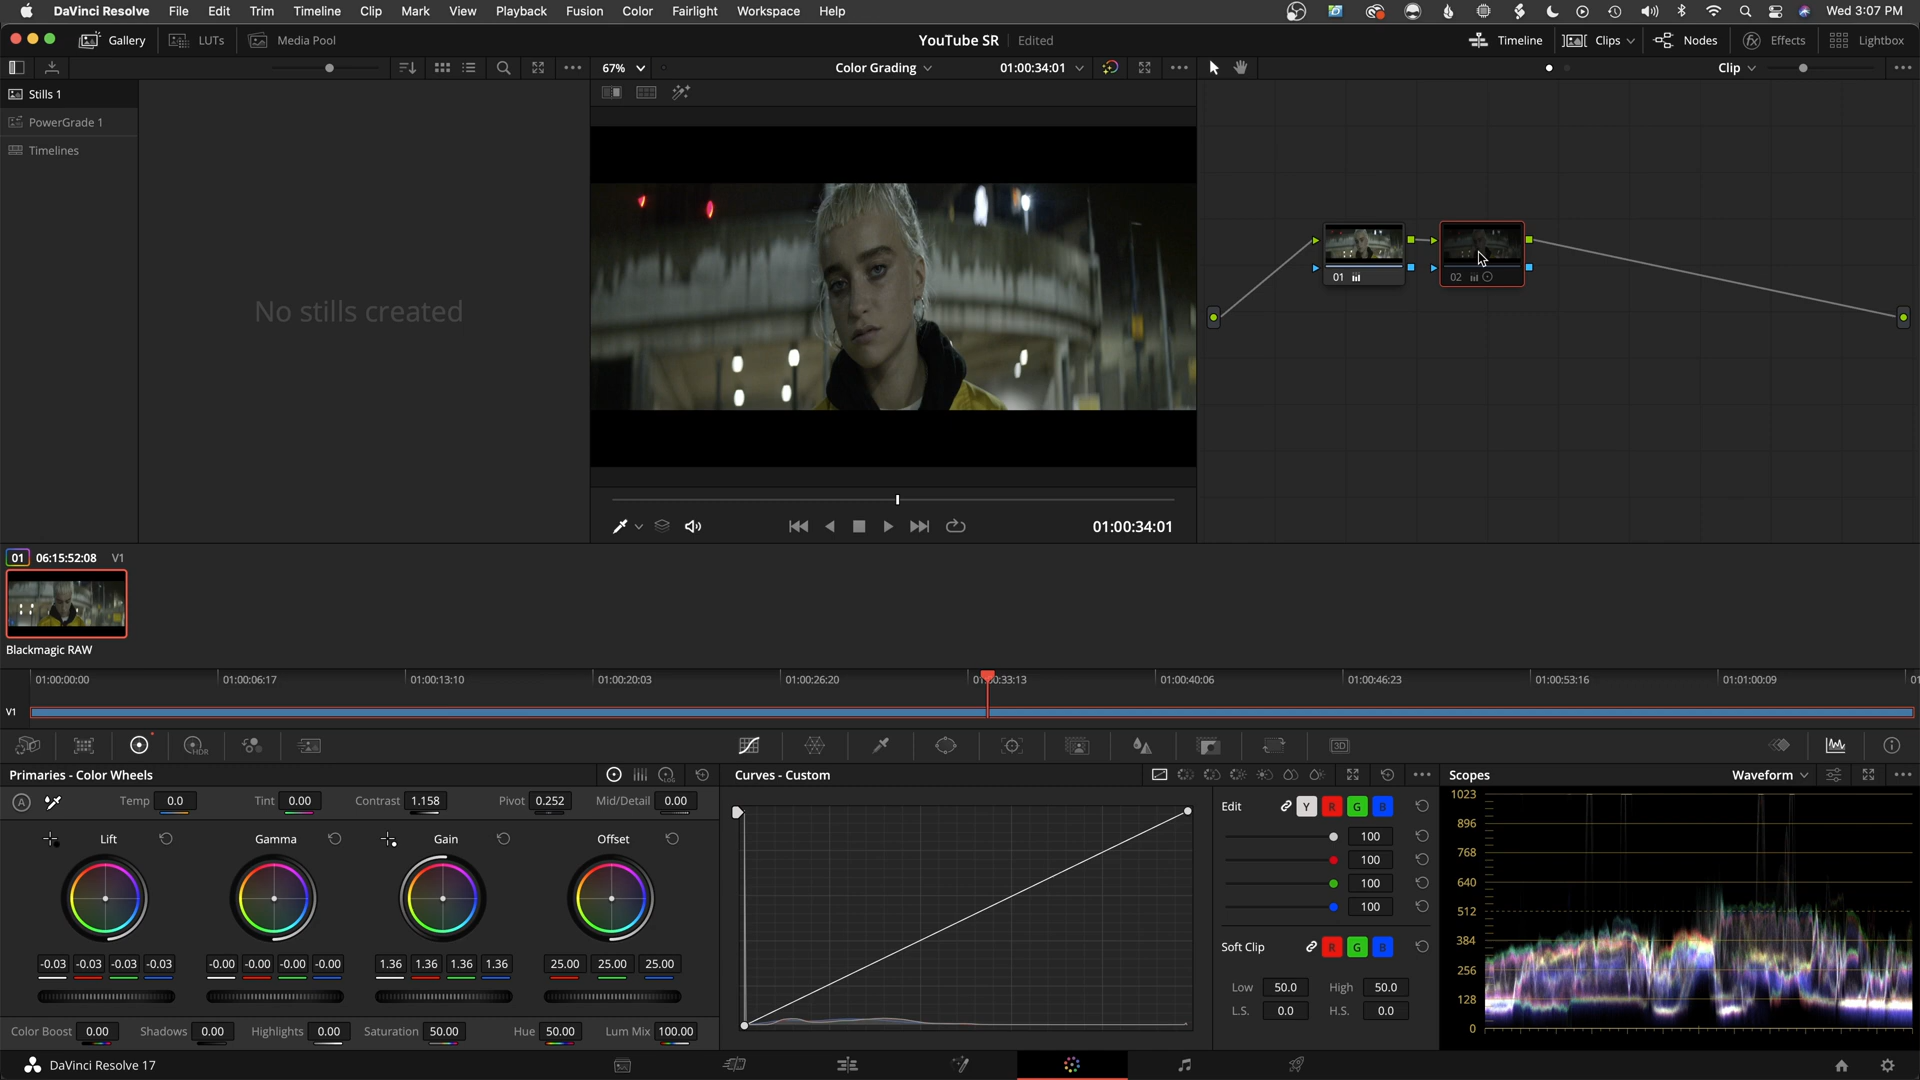 DaVinci Resolve File Edit Trim Timeline Clip Mark View Playback Fusion Color Fairlight Workspace Help Wed 3:07 PM
Gallery LUTs Media Pool YouTube SR Edited Timeline Clips Nodes Effects Lightbox
67% Color Grading 01:00:34:01 Clip
Stills 1
PowerGrade 1
Timelines
No stills created
01 02
01:00:34:01
01 06:15:52:08 V1
Blackmagic RAW
01:00:00:00 01:00:06:17 01:00:13:10 01:00:20:03 01:00:26:20 01:00:33:13 01:00:40:06 01:00:46:23 01:00:53:16 01:01:00:09 01
V1
HDR 3D
Primaries - Color Wheels LOG Curves - Custom Scopes Waveform
A Temp 0.0 Tint 0.00 Contrast 1.158 Pivot 0.252 Mid/Detail 0.00
Lift Gamma Gain Offset
-0.03 -0.03 -0.03 -0.03 -0.00 -0.00 -0.00 -0.00 1.36 1.36 1.36 1.36 25.00 25.00 25.00
Color Boost 0.00 Shadows 0.00 Highlights 0.00 Saturation 50.00 Hue 50.00 Lum Mix 100.00
Edit Y R G B
100
100
100
100
Soft Clip R G B
Low 50.0 High 50.0
L.S. 0.0 H.S. 0.0
1023
896
768
640
512
384
256
128
0
DaVinci Resolve 17